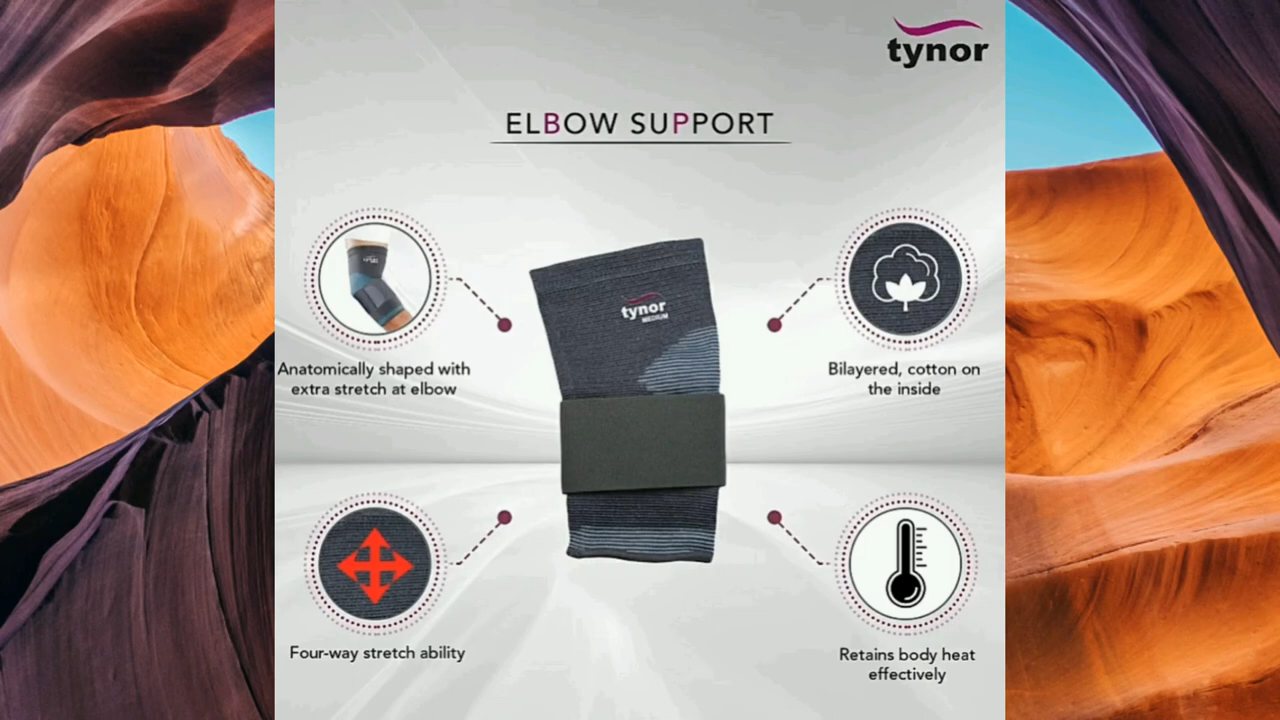 tynor
ELBOW SUPPORT
tynor
MEDIUM
Anatomically shaped with
extra stretch at elbow
Bilayered, cotton on
the inside
Four-way stretch ability
Retains body heat
effectively